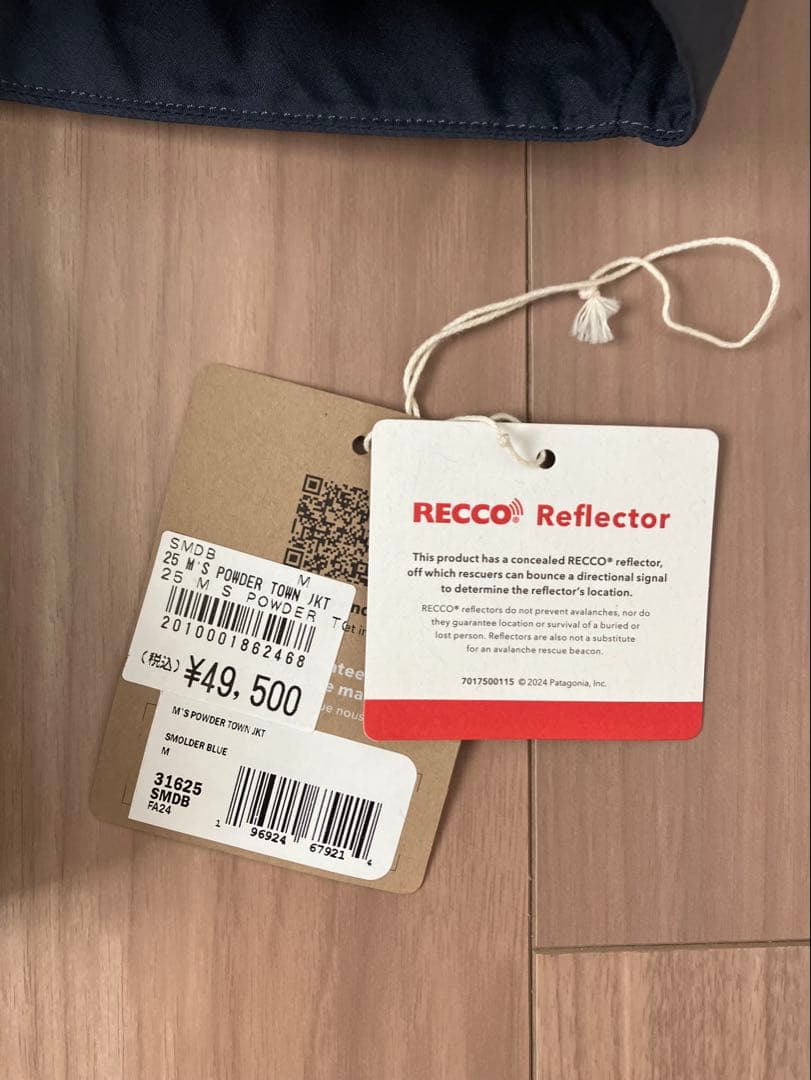 SMDB M
25 M'S POWDER TOWN JKT
25 M S POWDER
2010001862468
(税込) ¥49,500
M'S POWDER TOWN JKT
SMOLDER BLUE
M
31625
SMDB
FA24
1 96924 67921 4
RECCO® Reflector
This product has a concealed RECCO® reflector,
off which rescuers can bounce a directional signal
to determine the reflector's location.
RECCO® reflectors do not prevent avalanches, nor do
they guarantee location or survival of a buried or
lost person. Reflectors are also not a substitute
for an avalanche rescue beacon.
7017500115 © 2024 Patagonia, Inc.